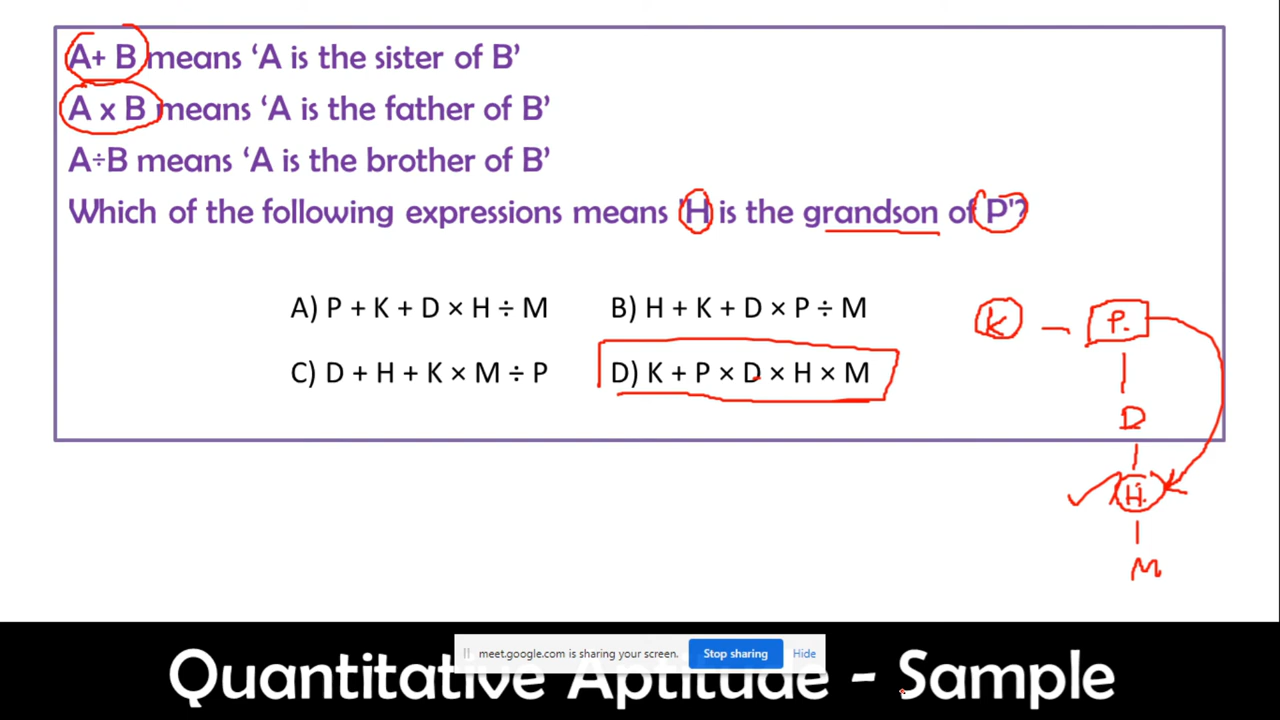 A+ B means ‘A is the sister of B’
A x B means ‘A is the father of B’
A÷B means ‘A is the brother of B’
Which of the following expressions means 'H is the grandson of P'?
A) P + K + D × H ÷ M    B) H + K + D × P ÷ M
C) D + H + K × M ÷ P    D) K + P × D × H × M
K — P.
D
H
M
meet.google.com is sharing your screen. Stop sharing Hide
Quantitative Aptitude - Sample